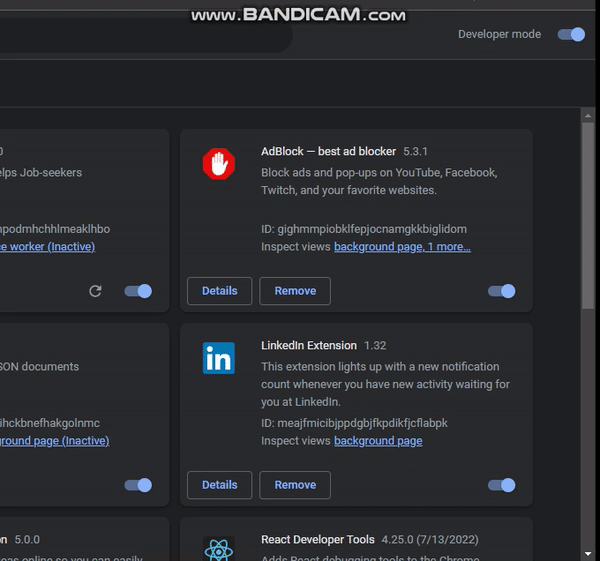 www.BANDICAM.com
Developer mode
0
elps Job-seekers
npodmhchhlmeaklhbo
ce worker (Inactive)
AdBlock — best ad blocker 5.3.1
Block ads and pop-ups on YouTube, Facebook,
Twitch, and your favorite websites.
ID: gighmmpiobklfepjocnamgkkbiglidom
Inspect views background page, 1 more...
Details Remove
SON documents
ihckbnefhakgolnmc
ground page (Inactive)
LinkedIn Extension 1.32
This extension lights up with a new notification
count whenever you have new activity waiting for
you at LinkedIn.
ID: meajfmicibjppdgbjfkpdikfjcflabpk
Inspect views background page
Details Remove
on 5.0.0
eas online so you can easily
React Developer Tools 4.25.0 (7/13/2022)
Adds React debugging tools to the Chrome